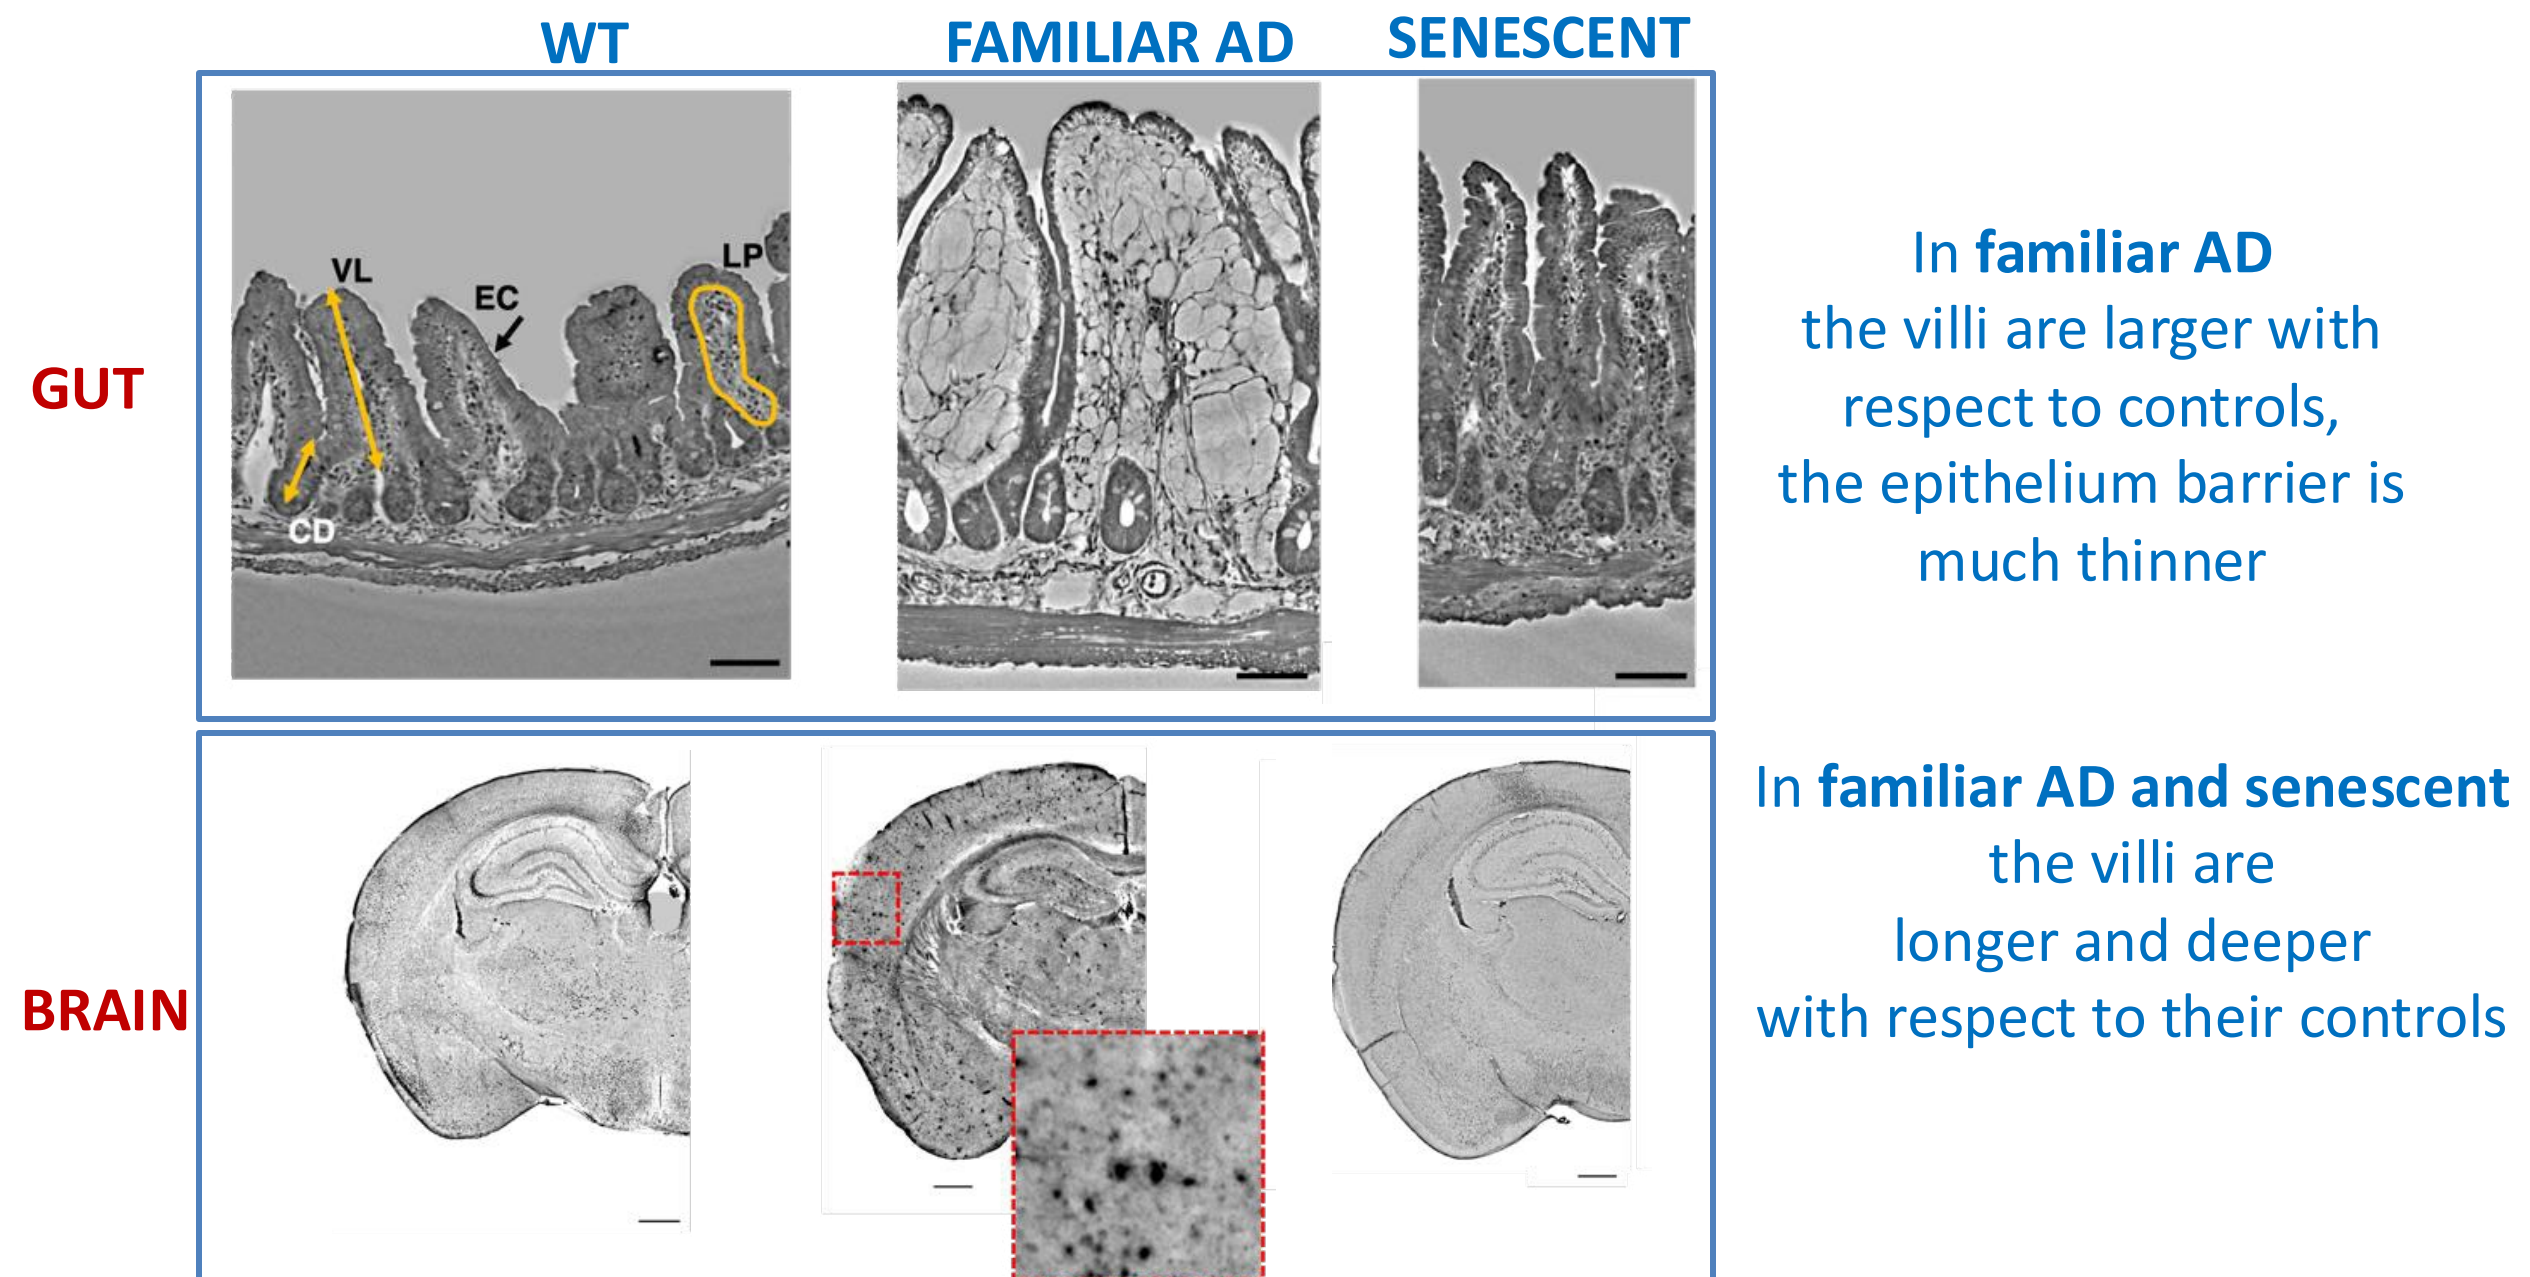 WT
FAMILIAR AD
SENESCENT
GUT
VL
EC
LP
CD
In familiar AD
the villi are larger with
respect to controls,
the epithelium barrier is
much thinner
BRAIN
In familiar AD and senescent
the villi are
longer and deeper
with respect to their controls